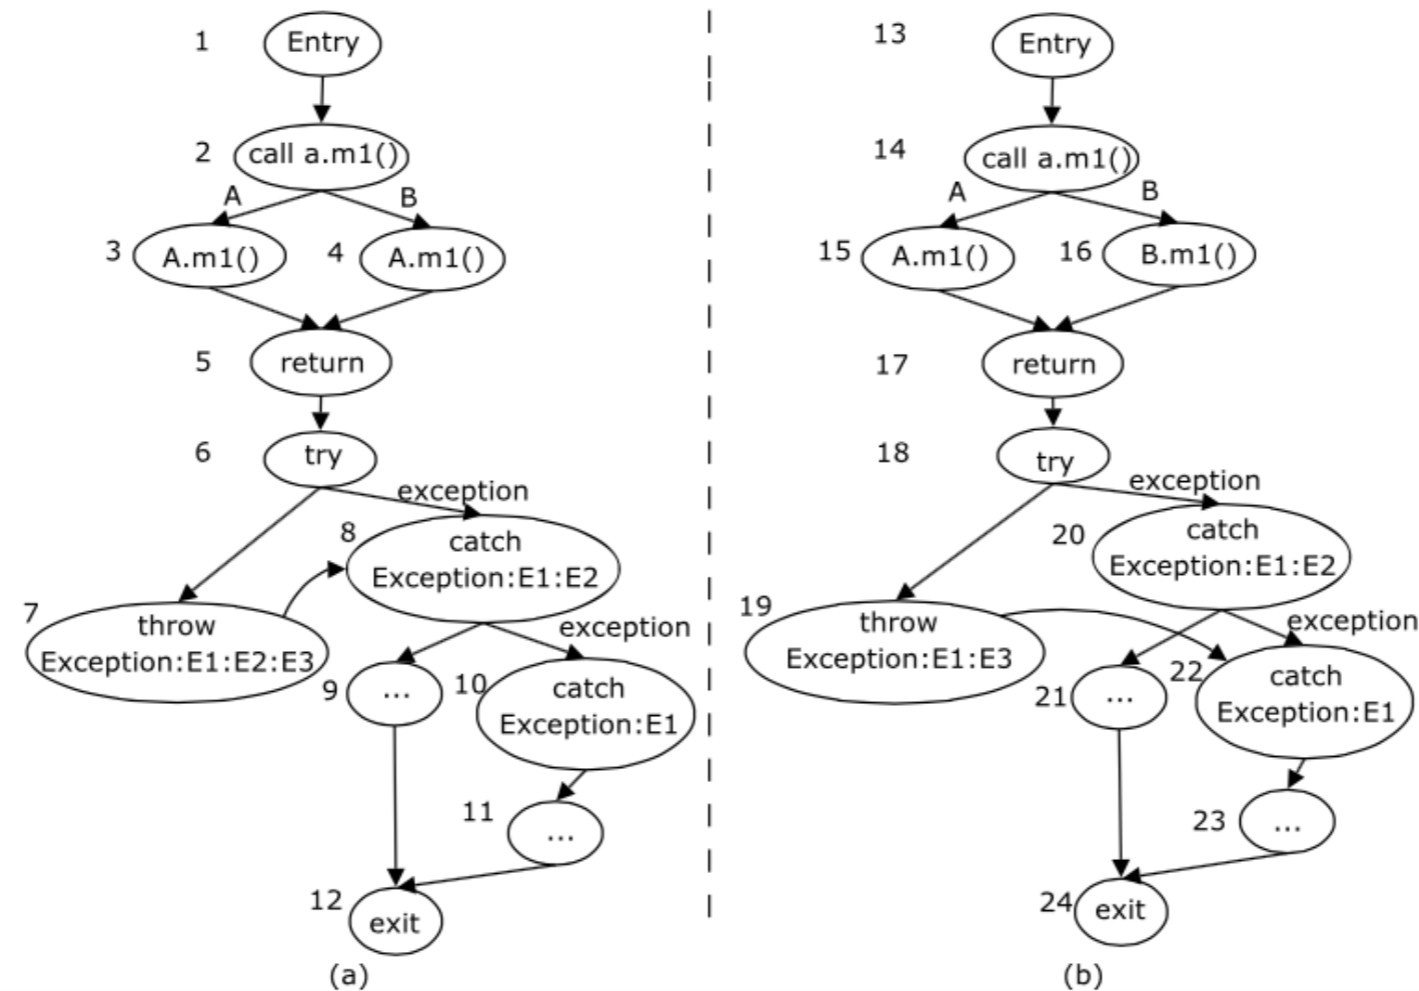 1
Entry
2
call a.m1()
A
B
3
A.m1()
4
A.m1()
5
return
6
try
exception
8
catch
Exception:E1:E2
7
throw
Exception:E1:E2:E3
exception
9
...
10
catch
Exception:E1
11
...
12
exit
(a)
13
Entry
14
call a.m1()
A
B
15
A.m1()
16
B.m1()
17
return
18
try
exception
20
catch
Exception:E1:E2
19
throw
Exception:E1:E3
exception
21
...
22
catch
Exception:E1
23
...
24
exit
(b)